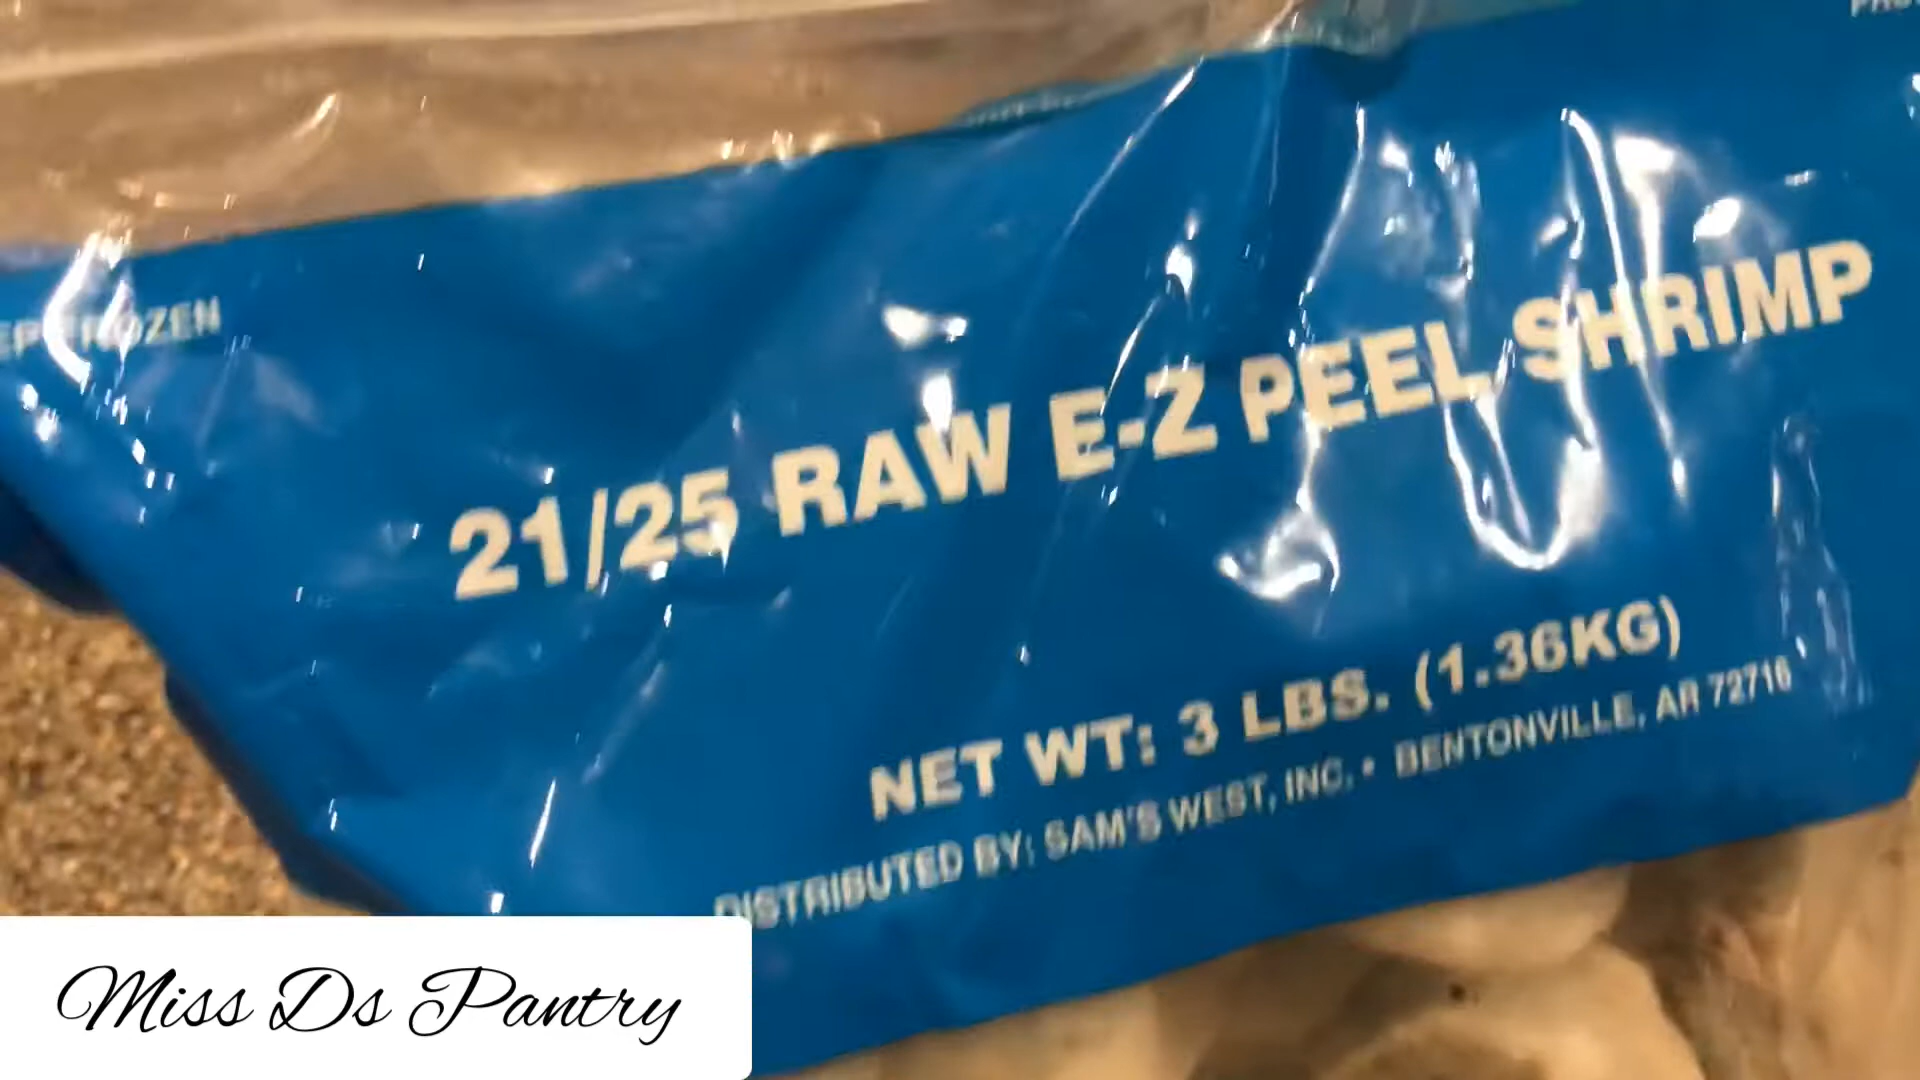 FROZEN
21/25 RAW E-Z PEEL SHRIMP
NET WT: 3 LBS. (1.36KG)
DISTRIBUTED BY: SAM'S WEST, INC. • BENTONVILLE, AR 72716
Miss Ds Pantry